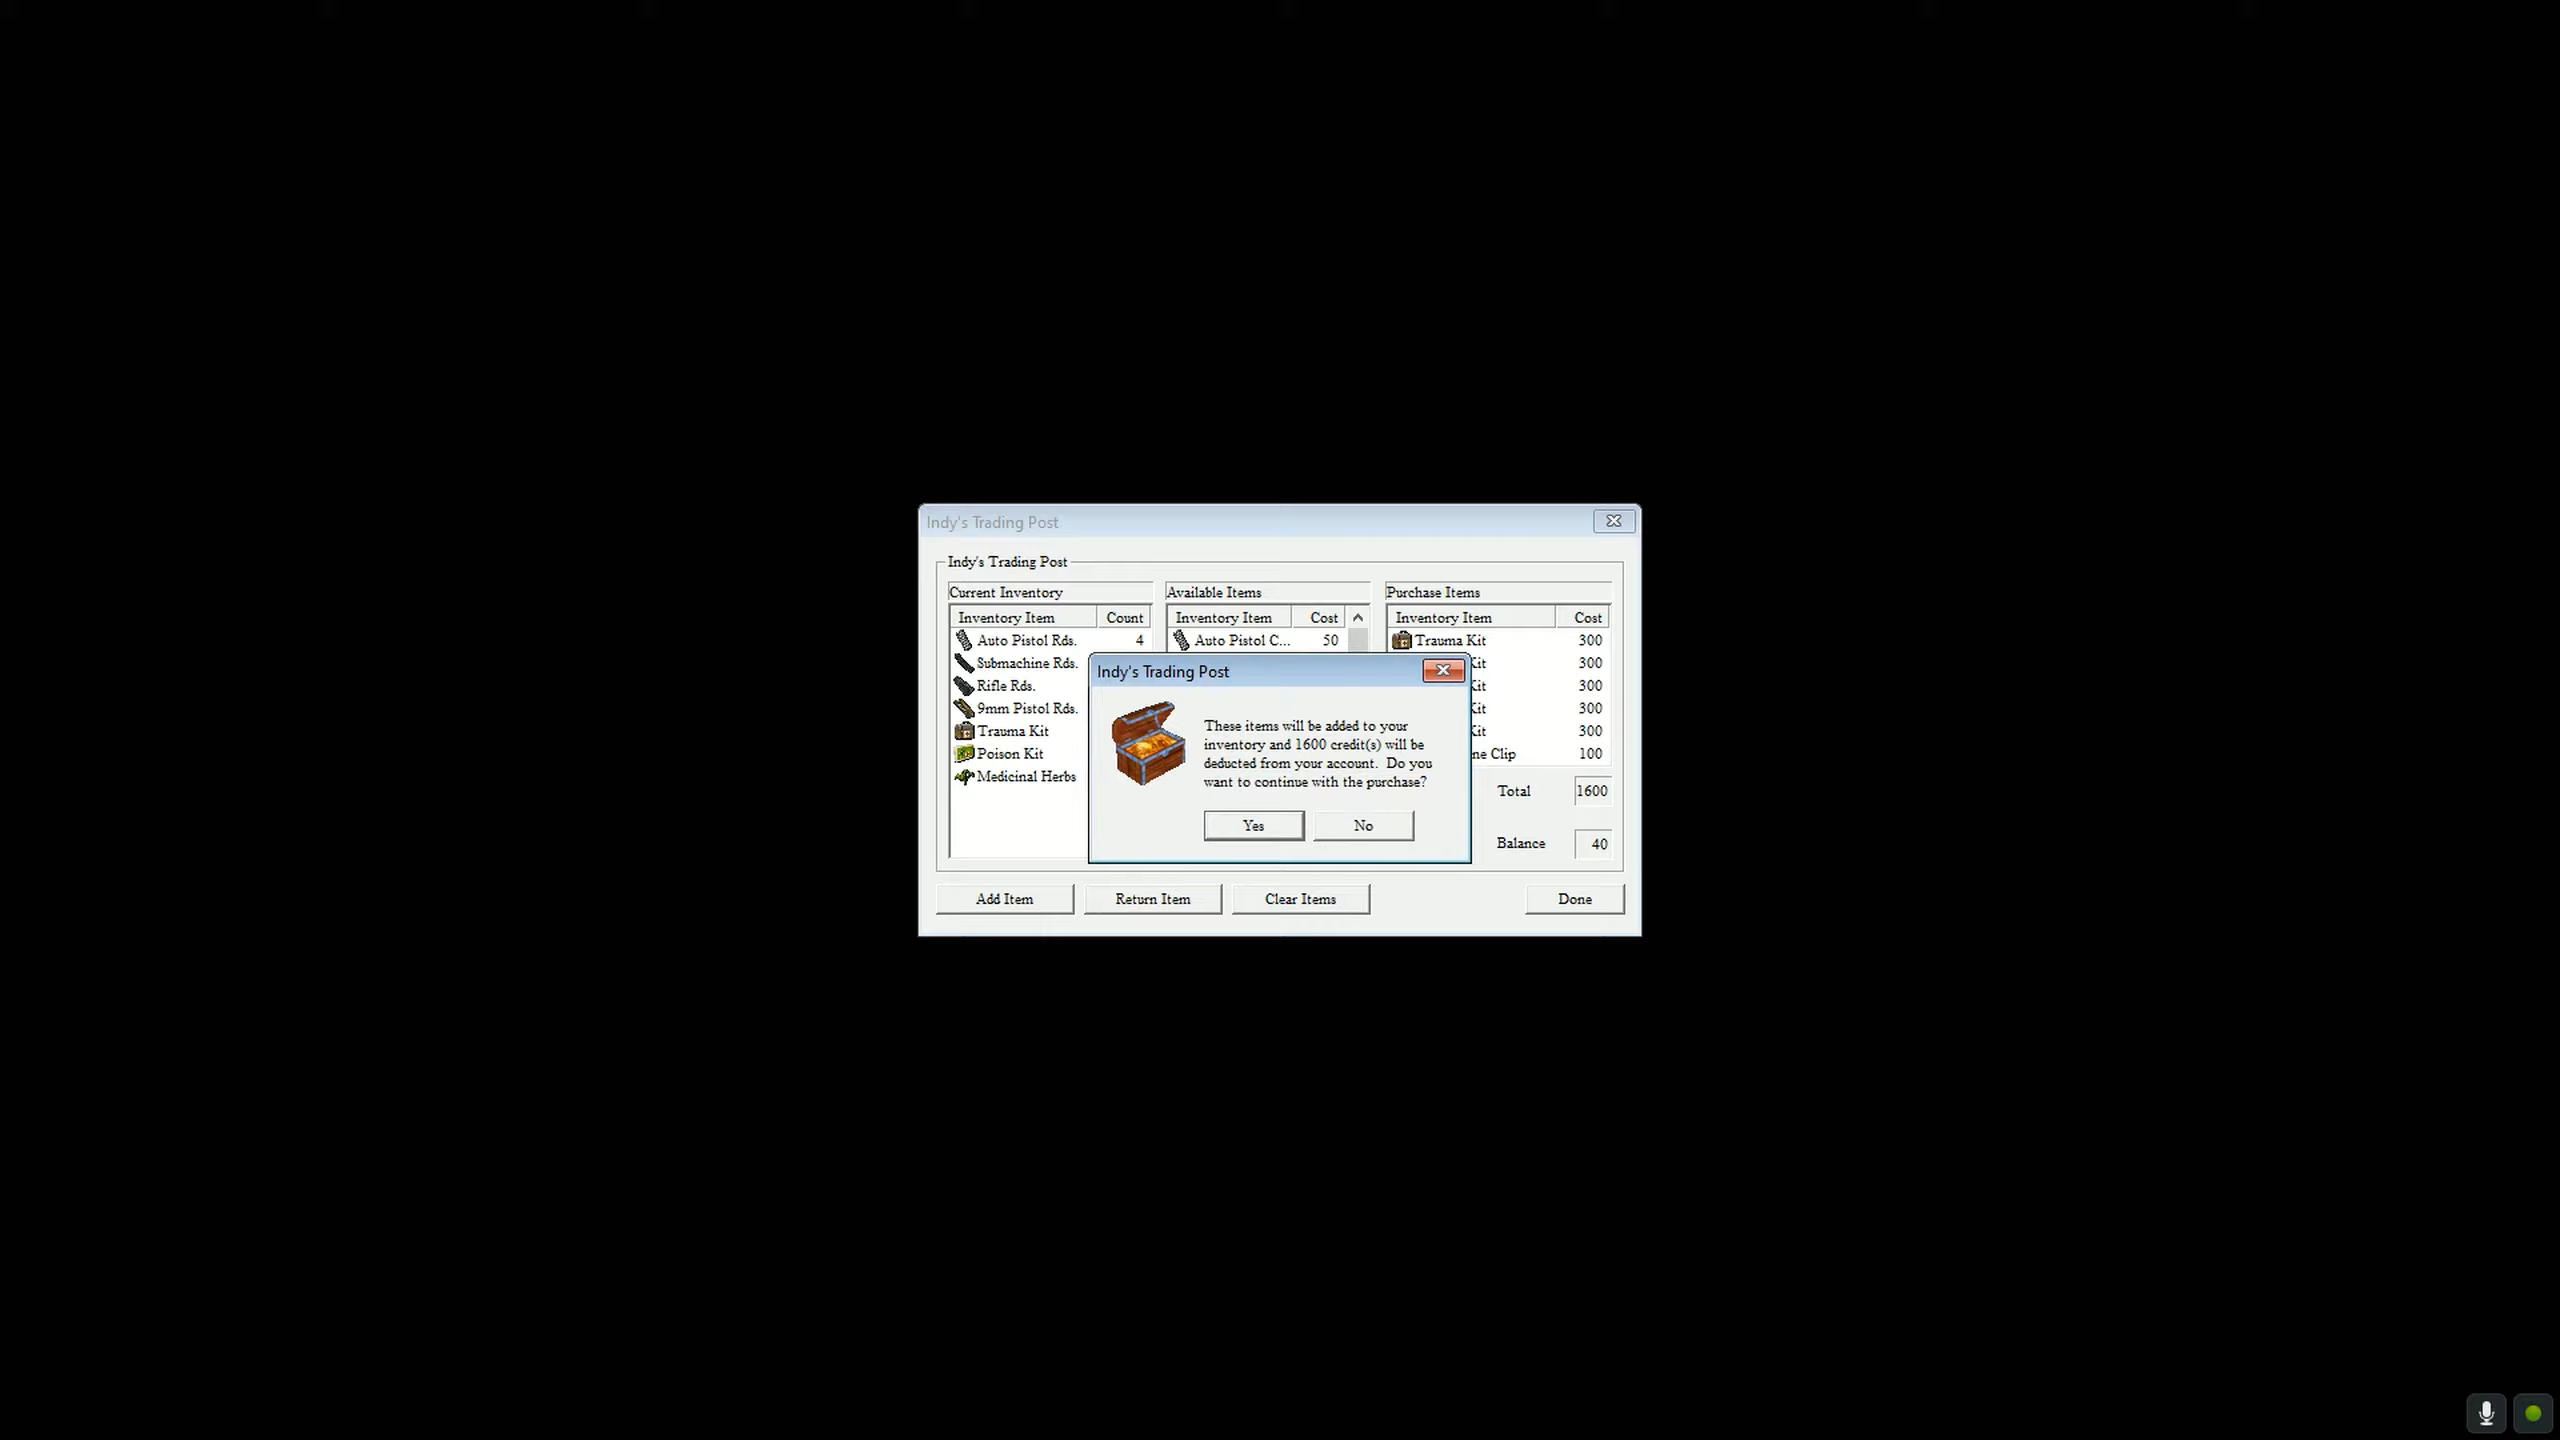 Indy's Trading Post
Indy's Trading Post
Current Inventory
Inventory Item Count
Auto Pistol Rds. 4
Submachine Rds.
Rifle Rds.
9mm Pistol Rds.
Trauma Kit
Poison Kit
Medicinal Herbs
Available Items
Inventory Item Cost
Auto Pistol C... 50
Purchase Items
Inventory Item Cost
Trauma Kit 300
Kit 300
Kit 300
Kit 300
Kit 300
ne Clip 100
Total 1600
Balance 40
Indy's Trading Post
These items will be added to your
inventory and 1600 credit(s) will be
deducted from your account. Do you
want to continue with the purchase?
Yes No
Add Item Return Item Clear Items Done